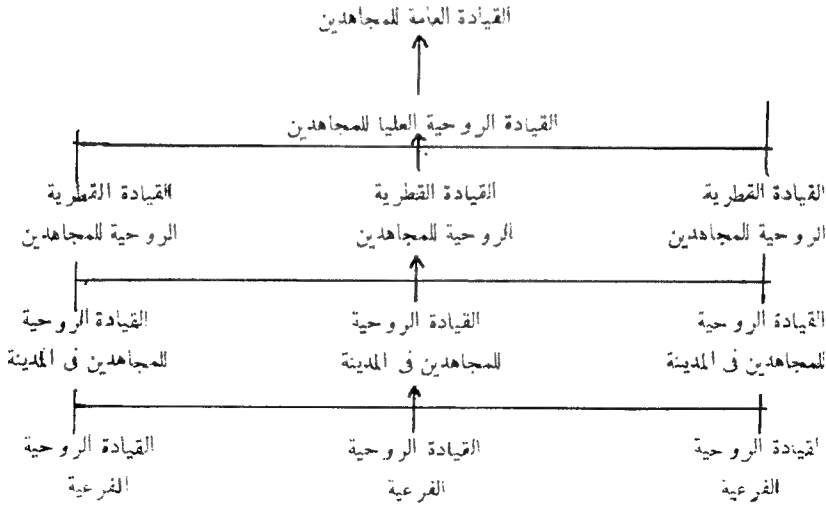 القيادة العامة للمجاهدين
القيادة الروحية العليا للمجاهدين
القيادة القطرية القيادة القطرية القيادة القطرية
الروحية للمجاهدين الروحية للمجاهدين الروحية للمجاهدين
القيادة الروحية القيادة الروحية القيادة الروحية
للمجاهدين فى المدينة للمجاهدين فى المدينة للمجاهدين فى المدينة
القيادة الروحية القيادة الروحية القيادة الروحية
الفرعية الفرعية الفرعية